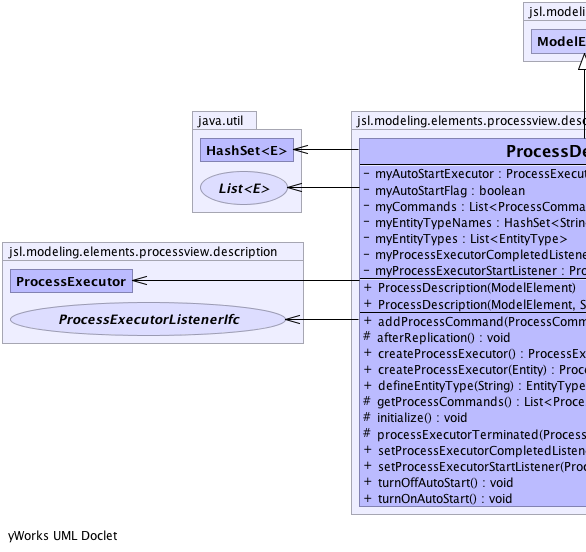 jsl.modeli
ModelE
java.util
HashSet<E>
List<E>
jsl.modeling.elements.processview.description
ProcessExecutor
ProcessExecutorListenerIfc
jsl.modeling.elements.processview.desc
ProcessDe
- myAutoStartExecutor : ProcessExecut
- myAutoStartFlag : boolean
- myCommands : List<ProcessComma
- myEntityTypeNames : HashSet<String
- myEntityTypes : List<EntityType>
- myProcessExecutorCompletedListene
- myProcessExecutorStartListener : Pro
+ ProcessDescription(ModelElement)
+ ProcessDescription(ModelElement, S
+ addProcessCommand(ProcessComm
# afterReplication() : void
+ createProcessExecutor() : ProcessEx
+ createProcessExecutor(Entity) : Proce
+ defineEntityType(String) : EntityType
# getProcessCommands() : List<Proce
# initialize() : void
# processExecutorTerminated(Process
+ setProcessExecutorCompletedListen
+ setProcessExecutorStartListener(Proc
+ turnOffAutoStart() : void
+ turnOnAutoStart() : void
yWorks UML Doclet